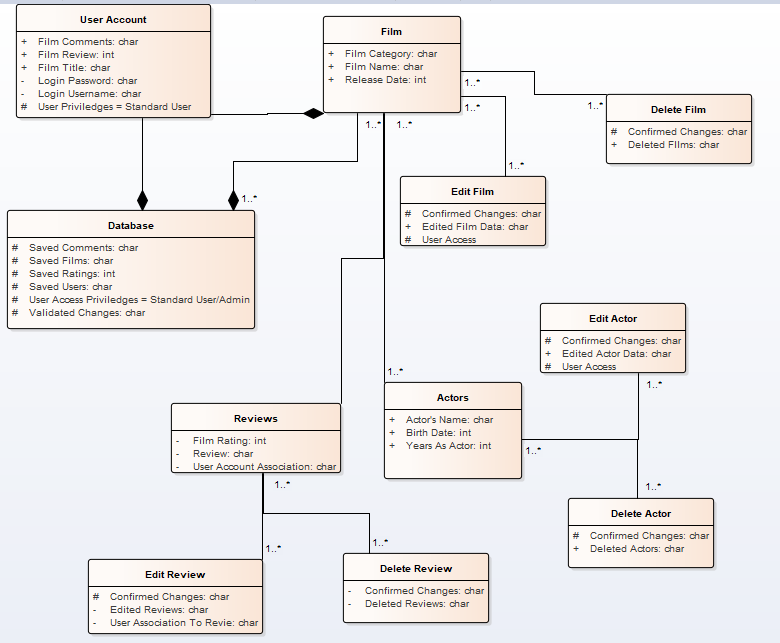 User Account
+ Film Comments: char
+ Film Review: int
+ Film Title: char
- Login Password: char
- Login Username: char
# User Priviledges = Standard User
Film
+ Film Category: char
+ Film Name: char
+ Release Date: int
1..*
1..*
1..*
1..*
1..*
Delete Film
# Confirmed Changes: char
+ Deleted FIlms: char
1..*
Edit Film
# Confirmed Changes: char
+ Edited Film Data: char
# User Access
1..*
Database
# Saved Comments: char
# Saved Films: char
# Saved Ratings: int
# Saved Users: char
# User Access Priviledges = Standard User/Admin
# Validated Changes: char
Edit Actor
# Confirmed Changes: char
+ Edited Actor Data: char
# User Access
1..*
1..*
Actors
+ Actor's Name: char
+ Birth Date: int
+ Years As Actor: int
1..*
Reviews
- Film Rating: int
- Review: char
- User Account Association: char
1..*
1..*
Delete Actor
# Confirmed Changes: char
+ Deleted Actors: char
1..*
1..*
Edit Review
# Confirmed Changes: char
- Edited Reviews: char
- User Association To Revie: char
Delete Review
- Confirmed Changes: char
- Deleted Reviews: char